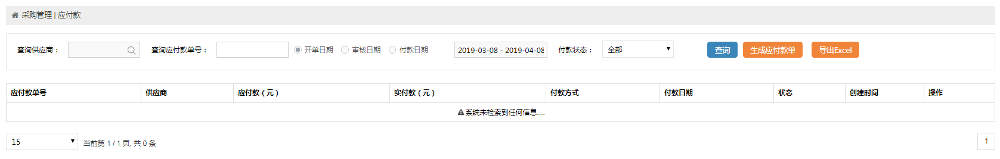 采购管理 | 应付款
查询供应商： 查询应付款单号： 开单日期 审核日期 付款日期 2019-03-08 - 2019-04-08 付款状态： 全部 查询 生成应付款单 导出Excel
应付款单号 供应商 应付款（元） 实付款（元） 付款方式 付款日期 状态 创建时间 操作
系统未检索到任何信息....
15 当前第 1 / 1 页, 共 0 条 1